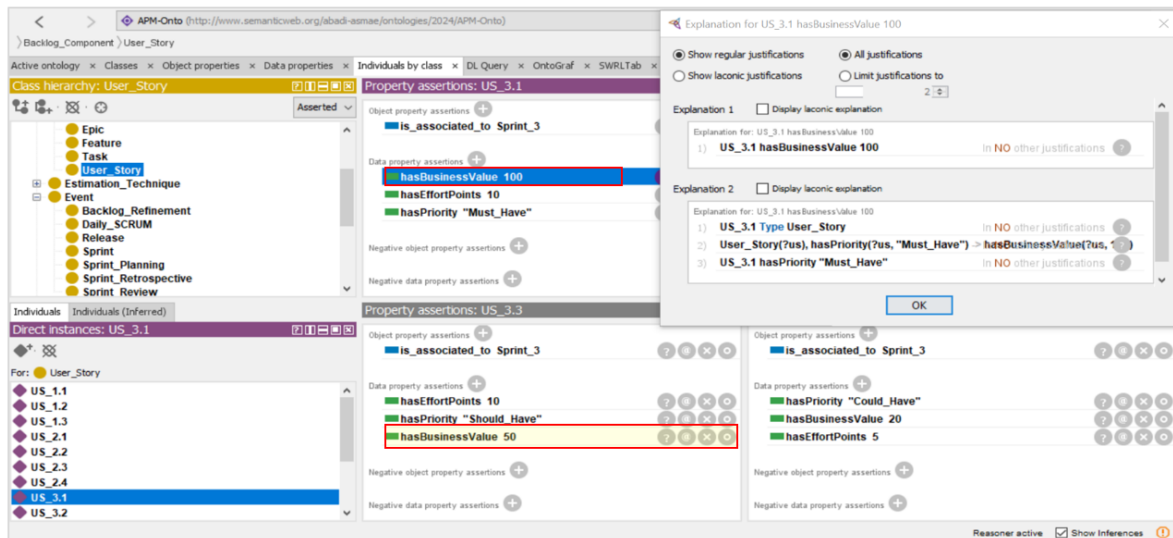 APM-Onto (http://www.semanticweb.org/abadi-asmae/ontologies/2024/APM-Onto)
Backlog_Component User_Story
Active ontology × Classes × Object properties × Data properties × Individuals by class × DL Query × OntoGraf × SWRLTab ×
Class hierarchy: User_Story
Asserted
Epic
Feature
Task
User_Story
Estimation_Technique
Event
Backlog_Refinement
Daily_SCRUM
Release
Sprint
Sprint_Planning
Sprint_Retrospective
Sprint Review
Individuals Individuals (Inferred)
Direct instances: US_3.1
For: User_Story
US_1.1
US_1.2
US_1.3
US_2.1
US_2.2
US_2.3
US_2.4
US_3.1
US_3.2
Property assertions: US_3.1
Object property assertions
is_associated_to Sprint_3
Data property assertions
hasBusinessValue 100
hasEffortPoints 10
hasPriority "Must_Have"
Negative object property assertions
Negative data property assertions
Property assertions: US_3.3
Object property assertions
is_associated_to Sprint_3
Data property assertions
hasEffortPoints 10
hasPriority "Should_Have"
hasBusinessValue 50
Negative object property assertions
Negative data property assertions
Object property assertions
is_associated_to Sprint_3
Data property assertions
hasPriority "Could_Have"
hasBusinessValue 20
hasEffortPoints 5
Negative object property assertions
Negative data property assertions
Explanation for US_3.1 hasBusinessValue 100
Show regular justifications All justifications
Show laconic justifications Limit justifications to
2
Explanation 1 Display laconic explanation
Explanation for: US_3.1 hasBusinessValue 100
1) US_3.1 hasBusinessValue 100 In NO other justifications
Explanation 2 Display laconic explanation
Explanation for: US_3.1 hasBusinessValue 100
1) US_3.1 Type User_Story In NO other justifications
2) User_Story(?us), hasPriority(?us, "Must_Have") -> hasBusinessValue(?us,
3) US_3.1 hasPriority "Must_Have" In NO other justifications
OK
Reasoner active Show Inferences